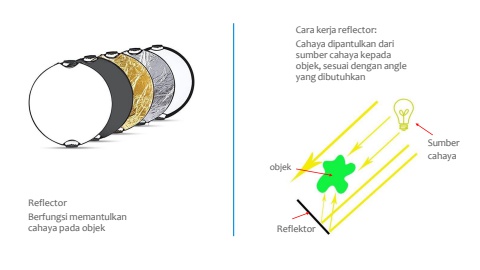 Reflector
Berfungsi memantulkan
cahaya pada objek
Cara kerja reflector:
Cahaya dipantulkan dari
sumber cahaya kepada
objek, sesuai dengan angle
yang dibutuhkan
Sumber
cahaya
objek
Reflektor